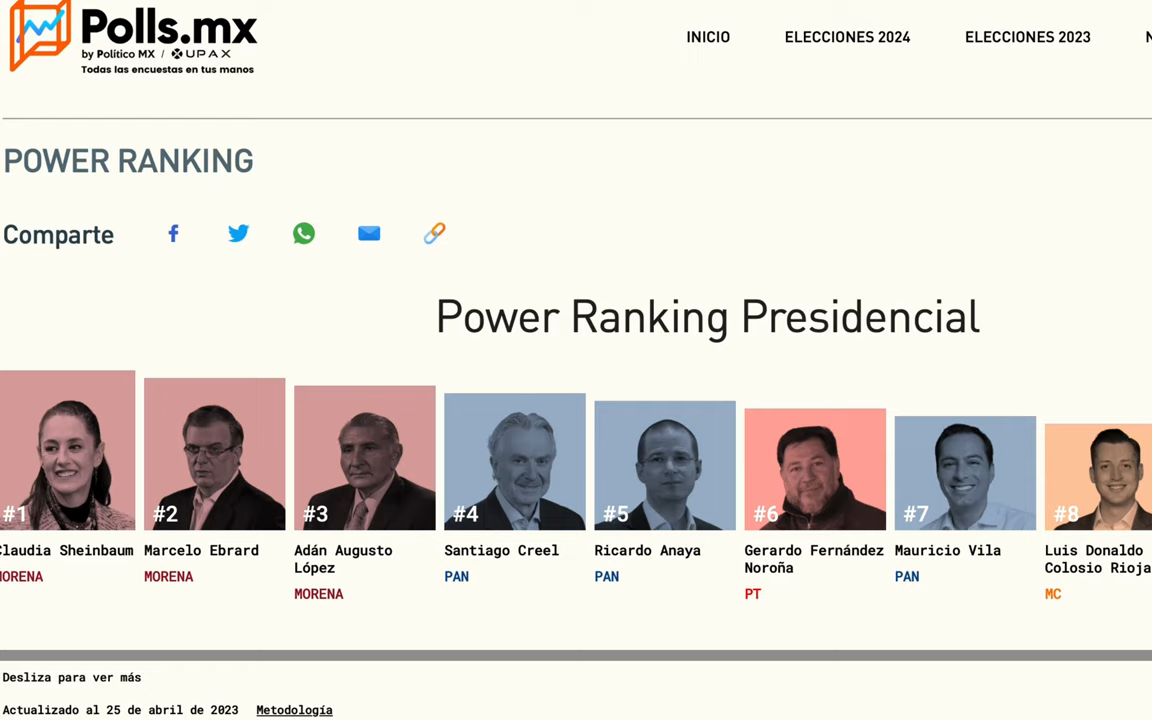 Polls.mx
by Político MX / UPAX
Todas las encuestas en tus manos
INICIO
ELECCIONES 2024
ELECCIONES 2023
POWER RANKING
Comparte
Power Ranking Presidencial
#1
#2
#3
#4
#5
#6
#7
#8
Claudia Sheinbaum
MORENA
Marcelo Ebrard
MORENA
Adán Augusto
López
MORENA
Santiago Creel
PAN
Ricardo Anaya
PAN
Gerardo Fernández
Noroña
PT
Mauricio Vila
PAN
Luis Donaldo
Colosio Rioja
MC
Desliza para ver más
Actualizado al 25 de abril de 2023 Metodología